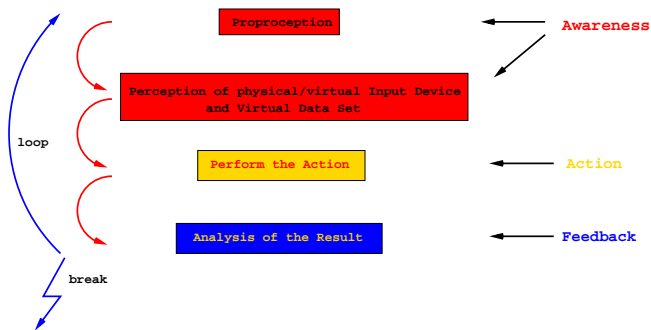 Proproception
Awareness
Perception of physical/virtual Input Device
and Virtual Data Set
loop
Perform the Action
Action
Analysis of the Result
Feedback
break